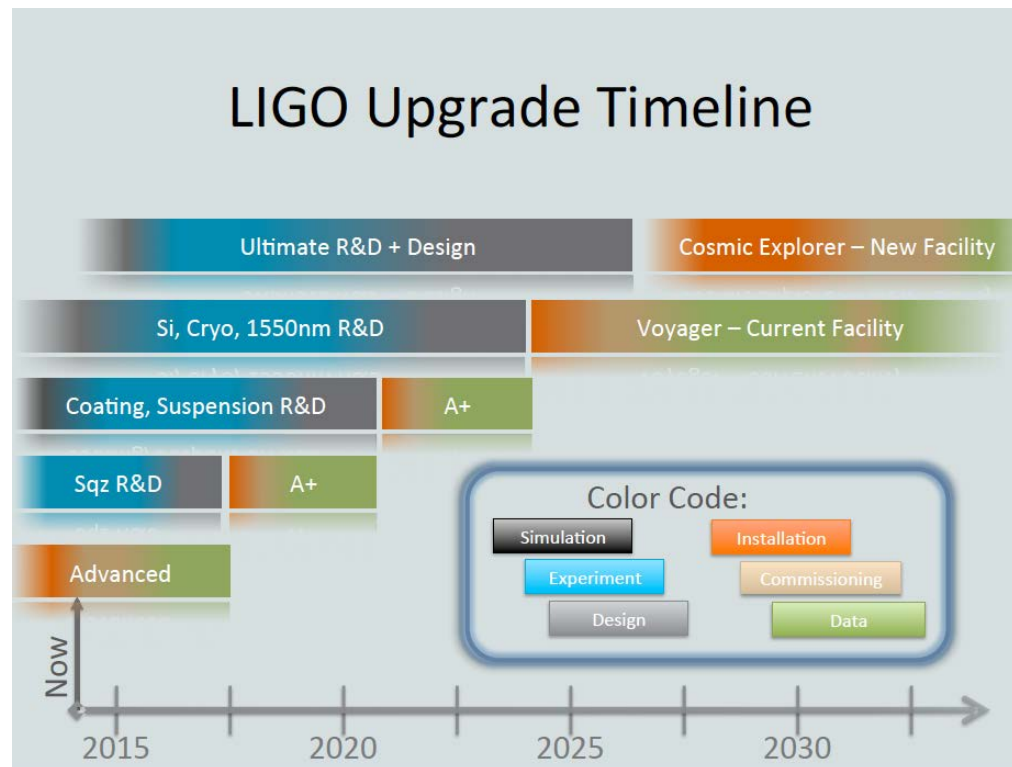 LIGO Upgrade Timeline
Ultimate R&D + Design
Cosmic Explorer – New Facility
Si, Cryo, 1550nm R&D
Voyager – Current Facility
Coating, Suspension R&D
A+
Sqz R&D
A+
Color Code:
Simulation
Installation
Experiment
Commissioning
Design
Data
Advanced
Now
2015
2020
2025
2030